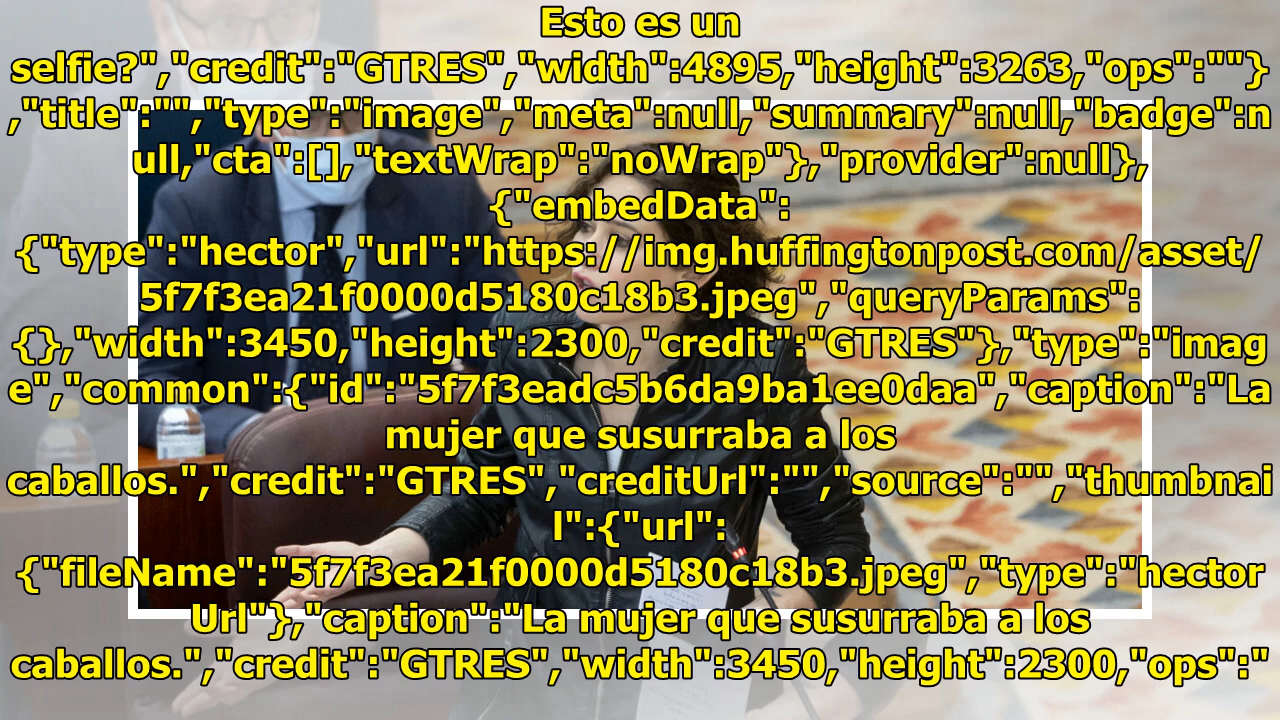 Esto es un
selfie?","credit":"GTRES","width":4895,"height":3263,"ops":""}
,"title":"","type":"image","meta":null,"summary":null,"badge":n
ull,"cta":[],"textWrap":"noWrap"},"provider":null},
{"embedData":
{"type":"hector","url":"https://img.huffingtonpost.com/asset/
5f7f3ea21f0000d5180c18b3.jpeg","queryParams":
{},"width":3450,"height":2300,"credit":"GTRES"},"type":"imag
e","common":{"id":"5f7f3eadc5b6da9ba1ee0daa","caption":"La
mujer que susurraba a los
caballos.","credit":"GTRES","creditUrl":"","source":"","thumbnai
l":{"url":
{"fileName":"5f7f3ea21f0000d5180c18b3.jpeg","type":"hector
Url"},"caption":"La mujer que susurraba a los
caballos.","credit":"GTRES","width":3450,"height":2300,"ops":"